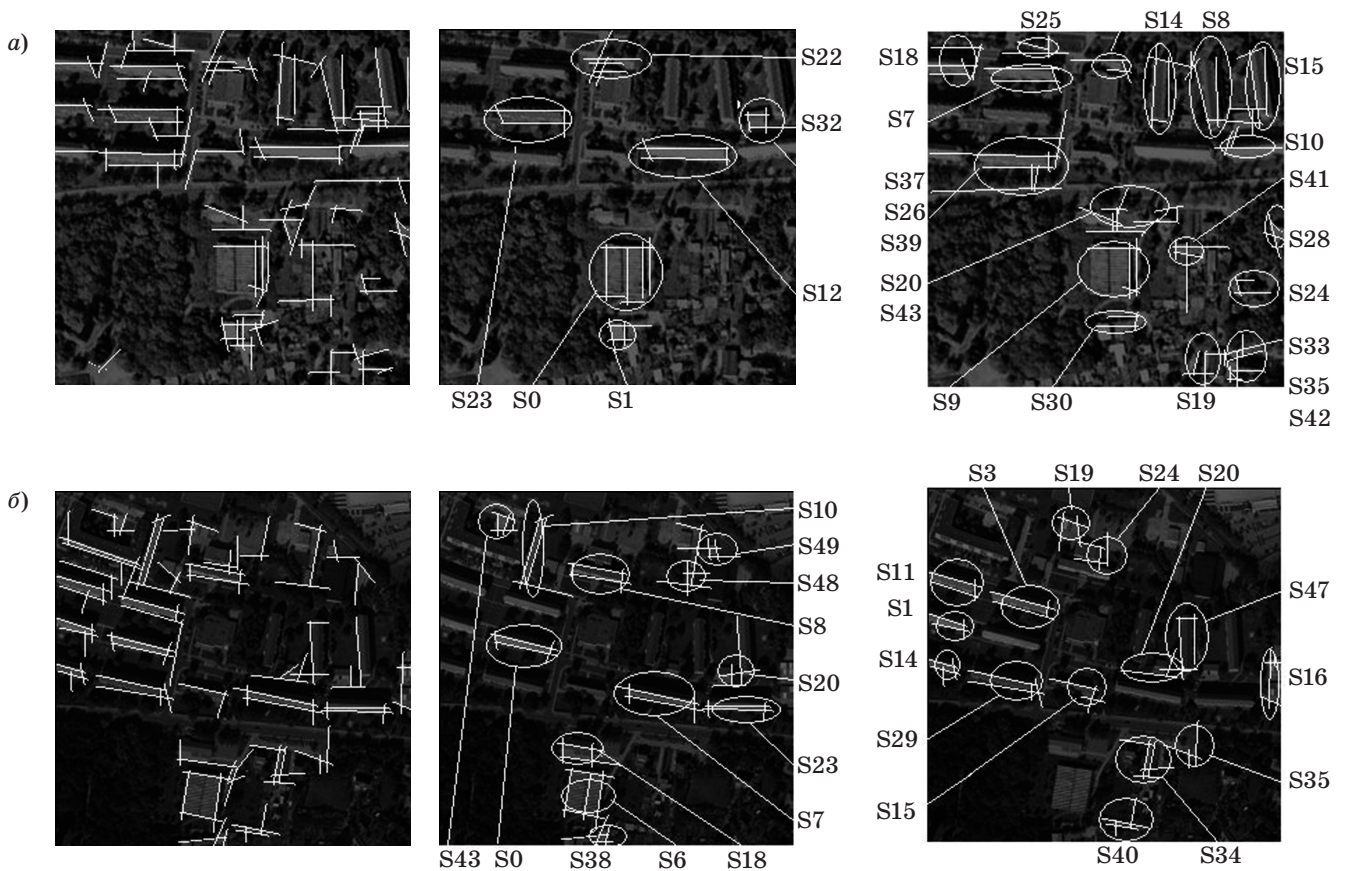 а)
S22
S32
S12
S23 S0 S1
S25 S14 S8
S18
S15
S7
S10
S37
S41
S26
S39
S28
S20
S24
S43
S33
S35
S9 S30 S19
S42
б)
S10
S49
S48
S8
S20
S23
S7
S43 S0 S38 S6 S18
S3 S19 S24 S20
S11
S47
S1
S14
S16
S29
S35
S15
S40 S34